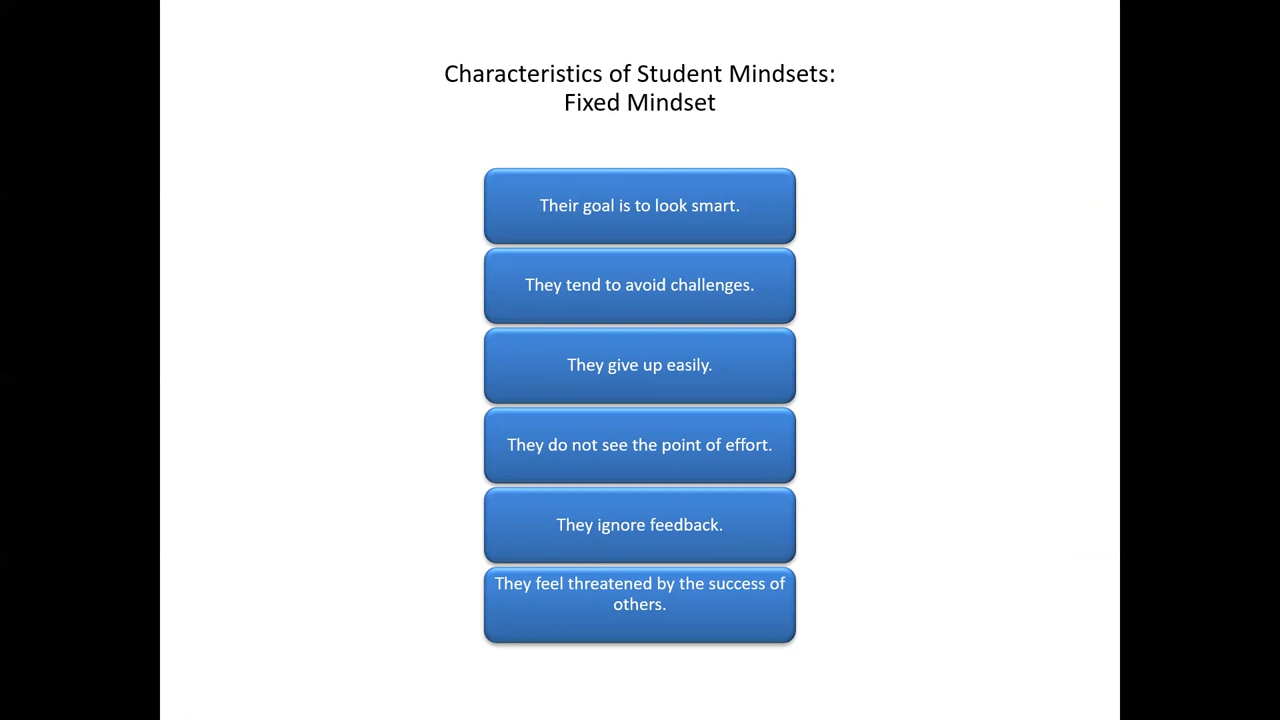 Characteristics of Student Mindsets:
Fixed Mindset
Their goal is to look smart.
They tend to avoid challenges.
They give up easily.
They do not see the point of effort.
They ignore feedback.
They feel threatened by the success of
others.